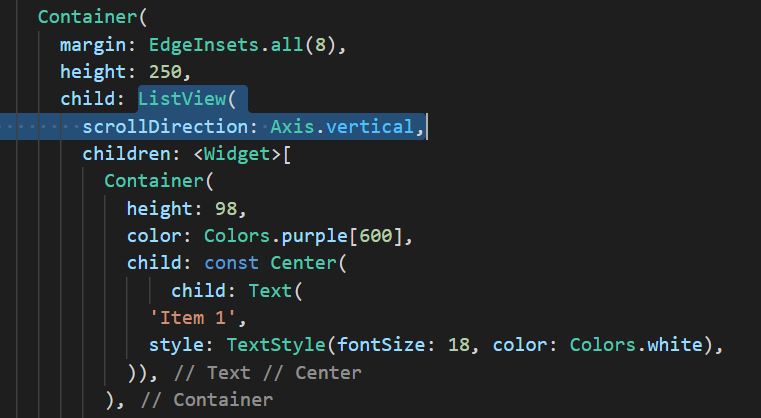 Container(
margin: EdgeInsets.all(8),
height: 250,
child: ListView(
scrollDirection: Axis.vertical,
children: <Widget>[
Container(
height: 98,
color: Colors.purple[600],
child: const Center(
child: Text(
'Item 1',
style: TextStyle(fontSize: 18, color: Colors.white),
)), // Text // Center
), // Container